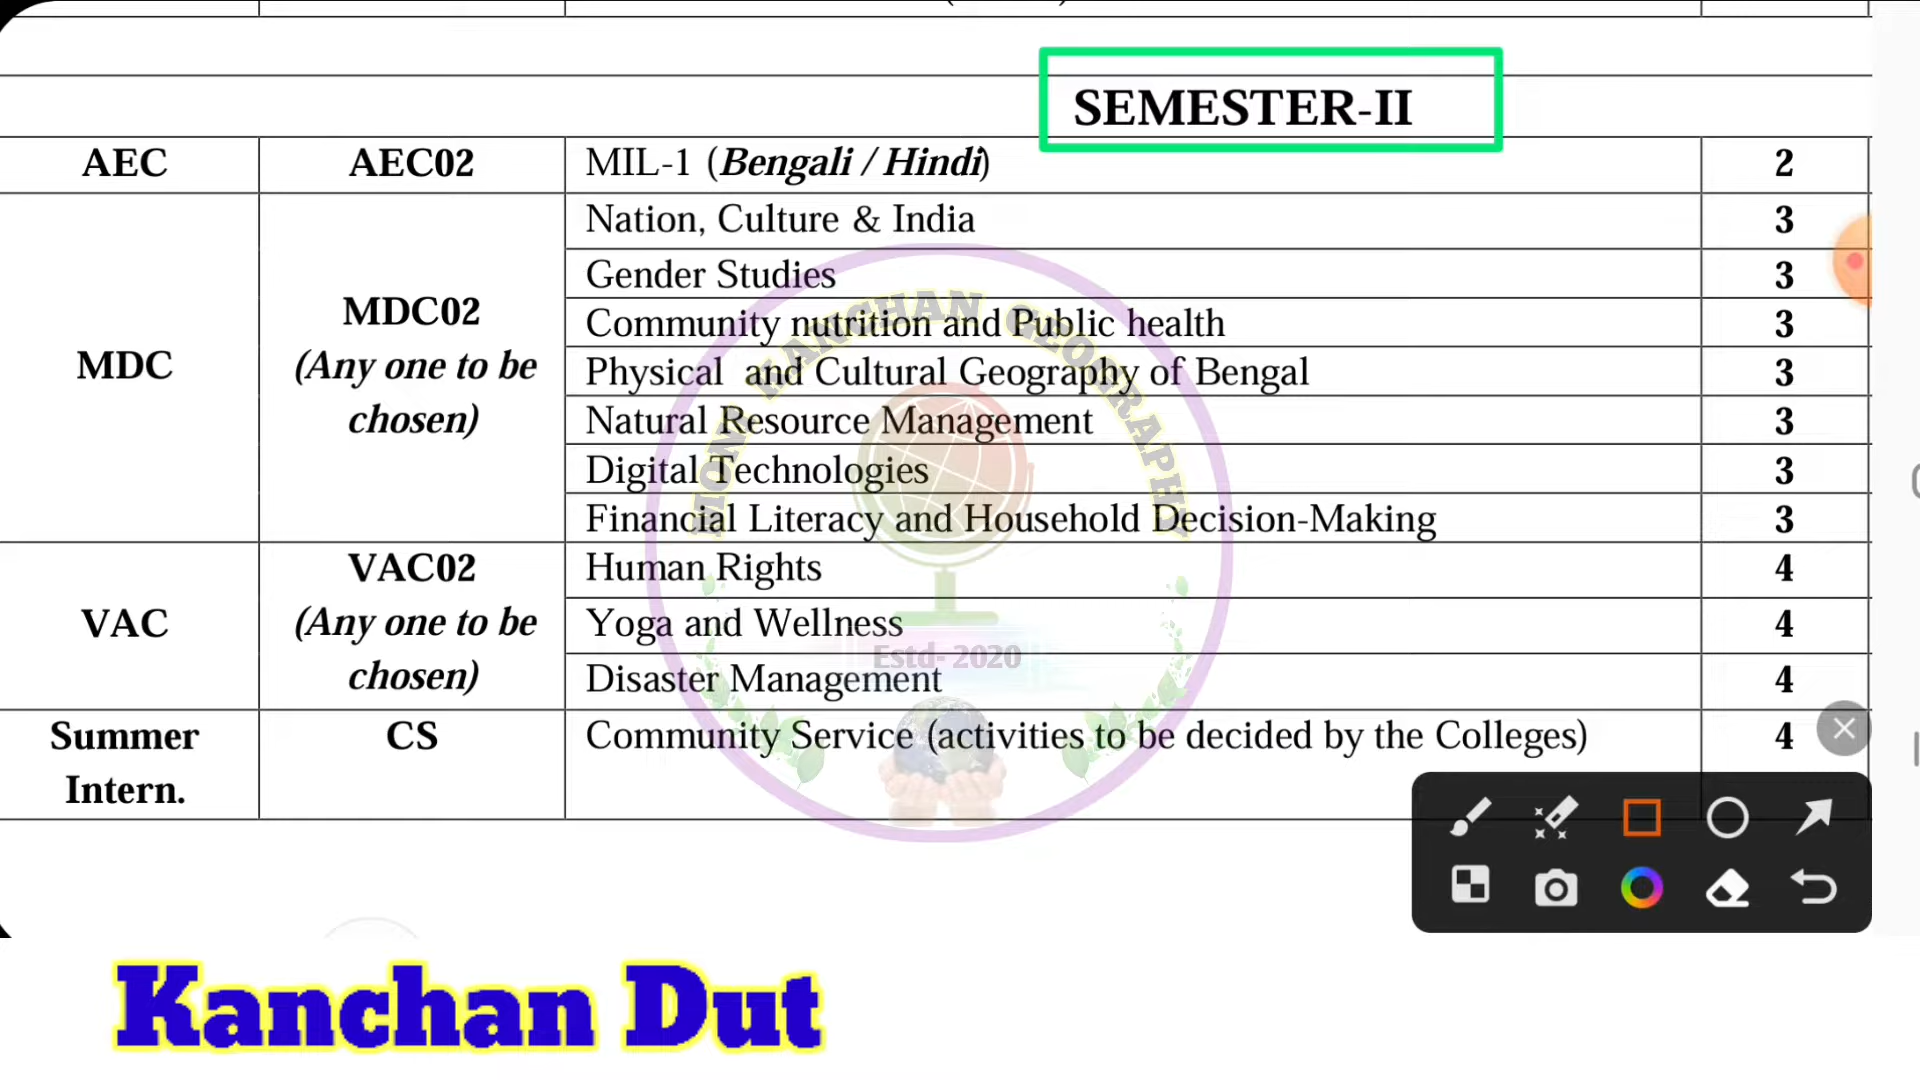 SEMESTER-II
AEC AEC02 MIL-1 (Bengali / Hindi) 2
MDC
MDC02
(Any one to be
chosen)
Nation, Culture & India 3
Gender Studies 3
Community nutrition and Public health 3
Physical and Cultural Geography of Bengal 3
Natural Resource Management 3
Digital Technologies 3
Financial Literacy and Household Decision-Making 3
VAC
VAC02
(Any one to be
chosen)
Human Rights 4
Yoga and Wellness 4
Disaster Management 4
Summer
Intern.
CS Community Service (activities to be decided by the Colleges) 4
KANCHAN GEOGRAPHY
Estd- 2020
Kanchan Dut